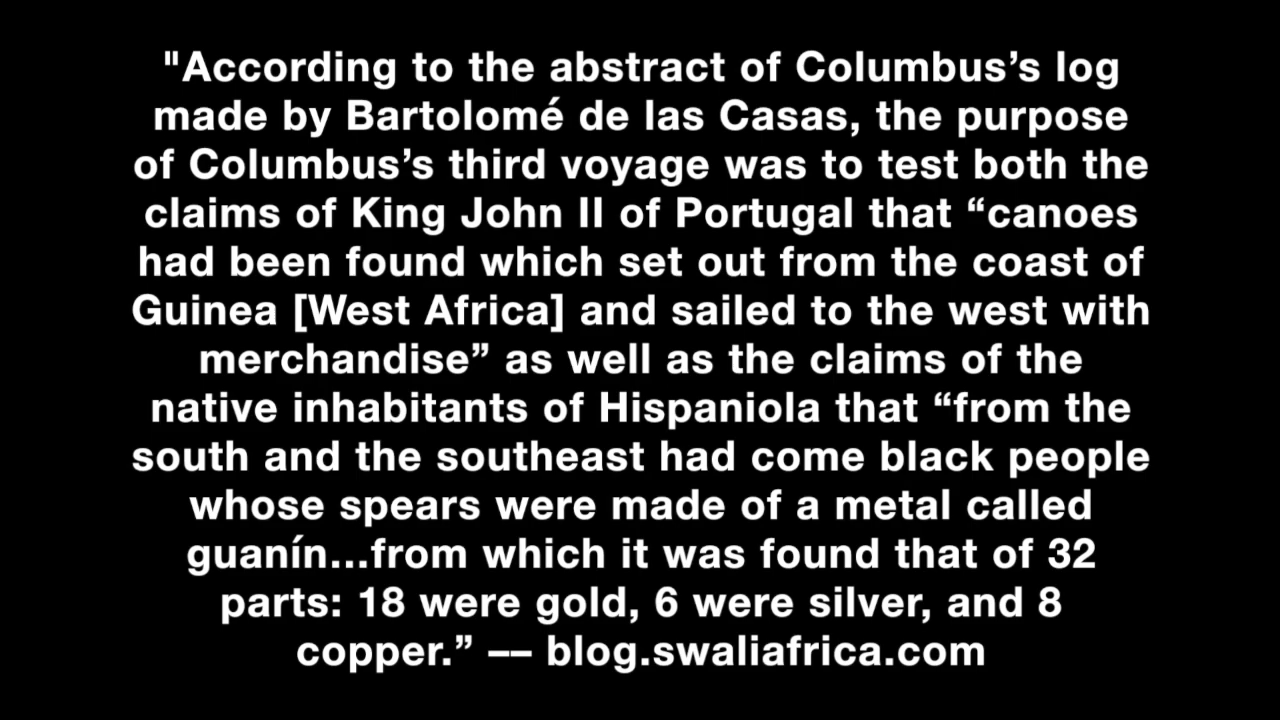 "According to the abstract of Columbus’s log
made by Bartolomé de las Casas, the purpose
of Columbus’s third voyage was to test both the
claims of King John II of Portugal that “canoes
had been found which set out from the coast of
Guinea [West Africa] and sailed to the west with
merchandise” as well as the claims of the
native inhabitants of Hispaniola that “from the
south and the southeast had come black people
whose spears were made of a metal called
guanín...from which it was found that of 32
parts: 18 were gold, 6 were silver, and 8
copper.” –– blog.swaliafrica.com